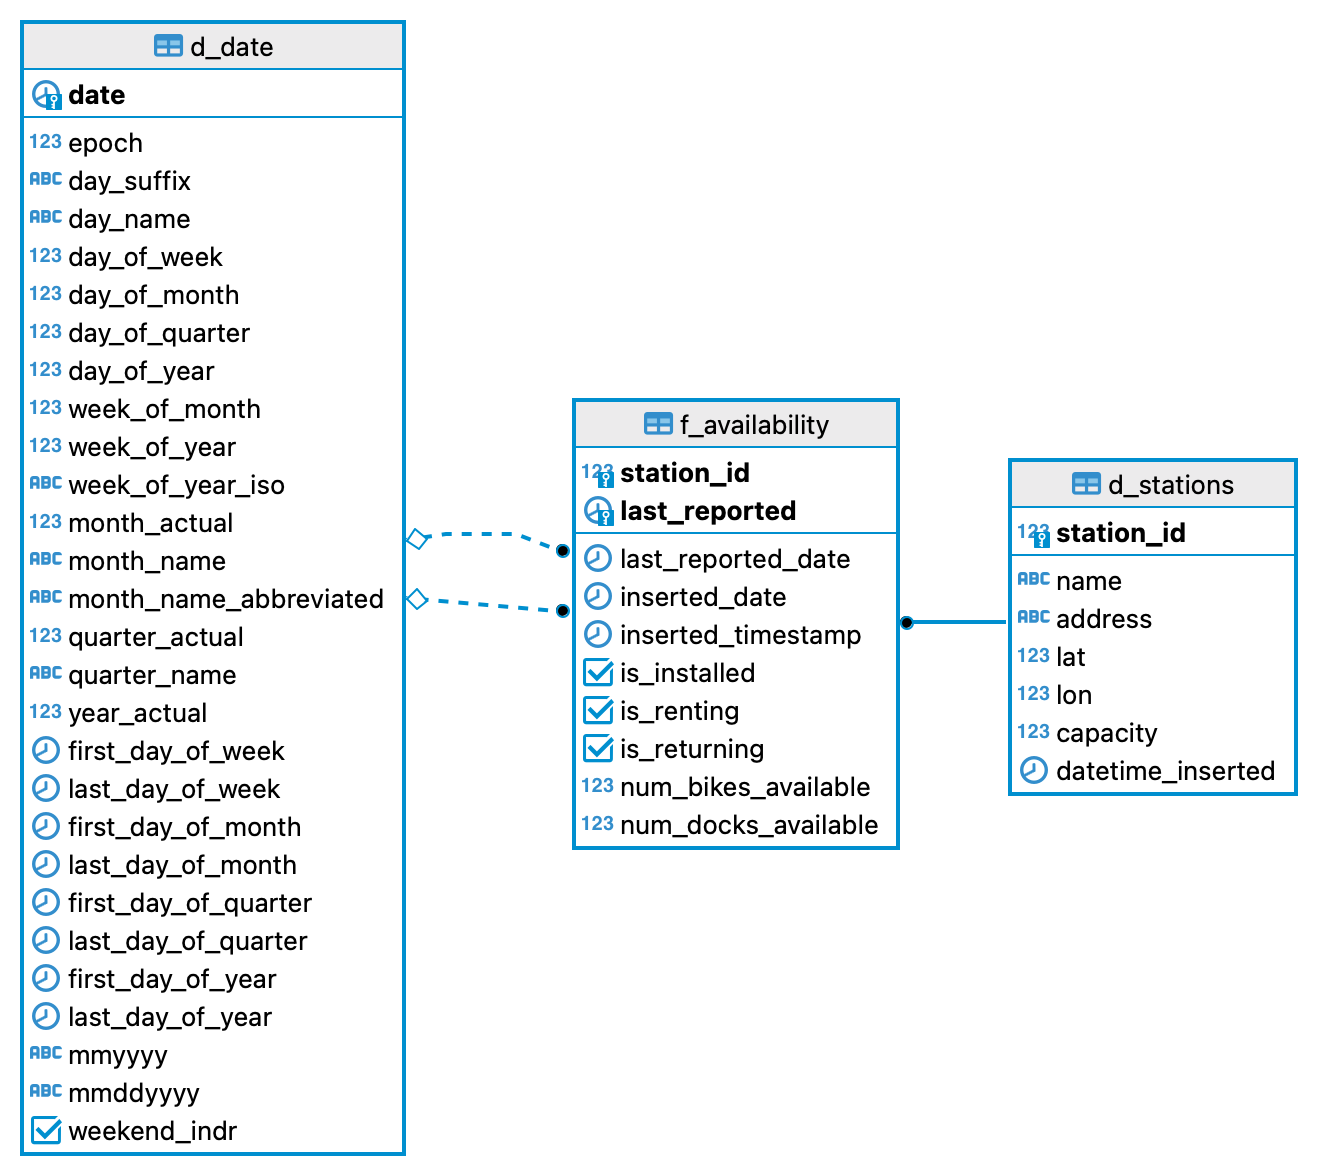 d_date
date
123 epoch
ABC day_suffix
ABC day_name
123 day_of_week
123 day_of_month
123 day_of_quarter
123 day_of_year
123 week_of_month
123 week_of_year
ABC week_of_year_iso
123 month_actual
ABC month_name
ABC month_name_abbreviated
123 quarter_actual
ABC quarter_name
123 year_actual
first_day_of_week
last_day_of_week
first_day_of_month
last_day_of_month
first_day_of_quarter
last_day_of_quarter
first_day_of_year
last_day_of_year
ABC mmyyyy
ABC mmddyyyy
weekend_indr
f_availability
123 station_id
last_reported
last_reported_date
inserted_date
inserted_timestamp
is_installed
is_renting
is_returning
123 num_bikes_available
123 num_docks_available
d_stations
123 station_id
ABC name
ABC address
123 lat
123 lon
123 capacity
datetime_inserted